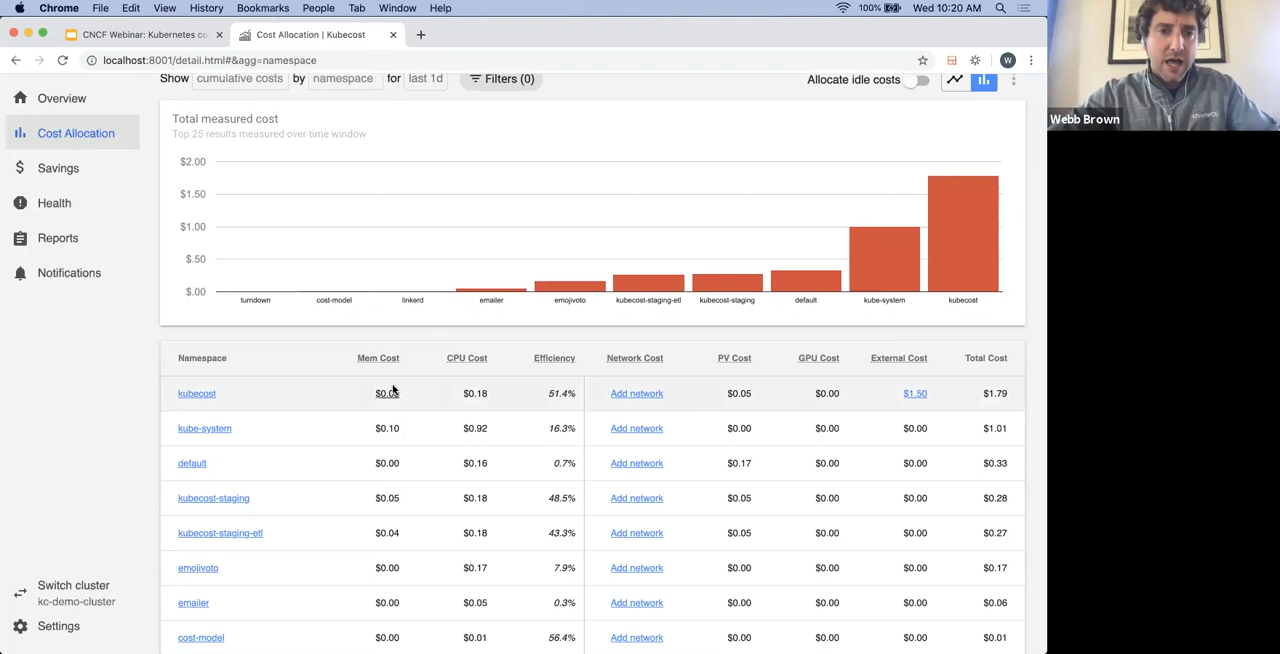 Chrome File Edit View History Bookmarks People Tab Window Help 100% Wed 10:20 AM
CNCF Webinar: Kubernetes co Cost Allocation | Kubecost
localhost:8001/detail.html#&agg=namespace W
Show cumulative costs by namespace for last 1d Filters (0) Allocate idle costs
Overview
Cost Allocation
Savings
Health
Reports
Notifications
Switch cluster
kc-demo-cluster
Settings
Total measured cost
Top 25 results measured over time window
$2.00
$1.50
$1.00
$.50
$.00
turndown cost-model linkerd emailer emojivoto kubecost-staging-etl kubecost-staging default kube-system kubecost
Namespace Mem Cost CPU Cost Efficiency Network Cost PV Cost GPU Cost External Cost Total Cost
kubecost $0.18 51.4% Add network $0.05 $0.00 $1.50 $1.79
kube-system $0.10 $0.92 16.3% Add network $0.00 $0.00 $0.00 $1.01
default $0.00 $0.16 0.7% Add network $0.17 $0.00 $0.00 $0.33
kubecost-staging $0.05 $0.18 48.5% Add network $0.05 $0.00 $0.00 $0.28
kubecost-staging-etl $0.04 $0.18 43.3% Add network $0.05 $0.00 $0.00 $0.27
emojivoto $0.00 $0.17 7.9% Add network $0.00 $0.00 $0.00 $0.17
emailer $0.00 $0.05 0.3% Add network $0.00 $0.00 $0.00 $0.06
cost-model $0.00 $0.01 56.4% Add network $0.00 $0.00 $0.00 $0.01
Webb Brown